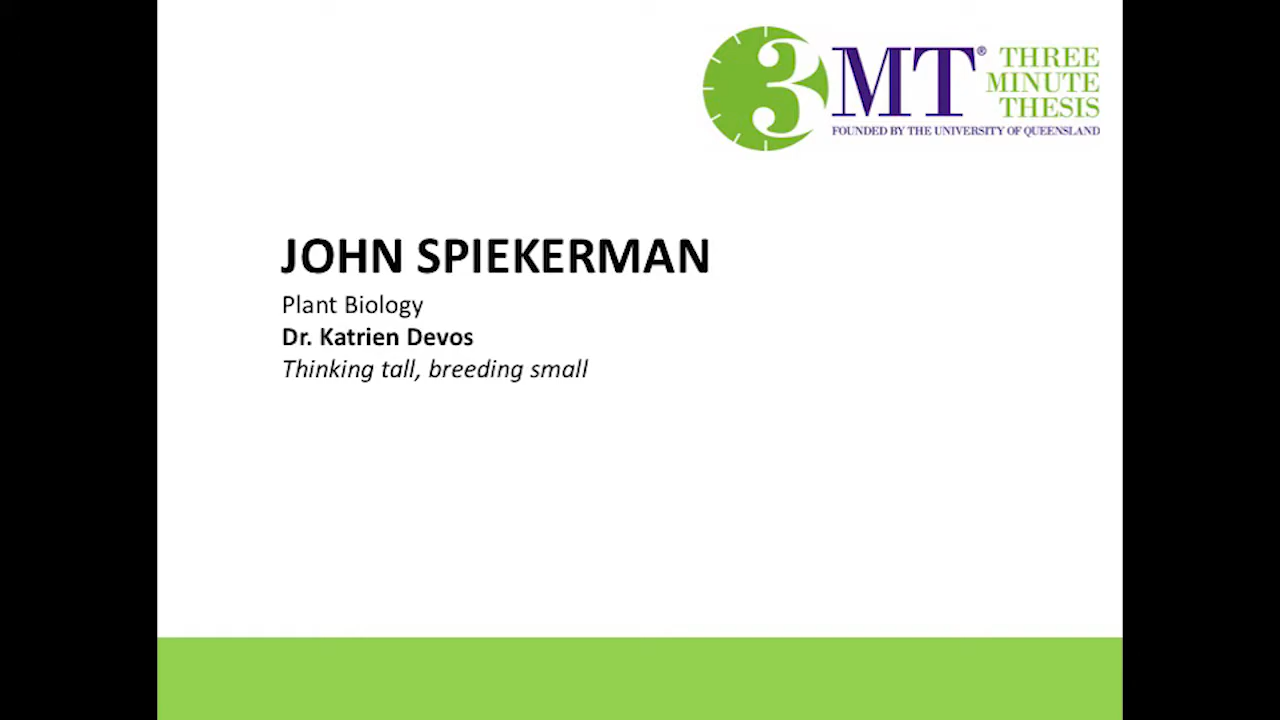 3MT® THREE
MINUTE
THESIS
FOUNDED BY THE UNIVERSITY OF QUEENSLAND
JOHN SPIEKERMAN
Plant Biology
Dr. Katrien Devos
Thinking tall, breeding small